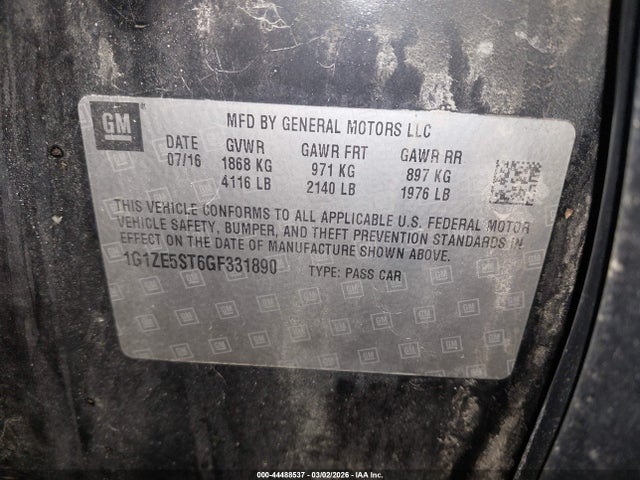 GM
MFD BY GENERAL MOTORS LLC
DATE GVWR GAWR FRT GAWR RR
07/16 1868 KG 971 KG 897 KG
4116 LB 2140 LB 1976 LB
THIS VEHICLE CONFORMS TO ALL APPLICABLE U.S. FEDERAL MOTOR
VEHICLE SAFETY, BUMPER, AND THEFT PREVENTION STANDARDS IN
EFFECT ON THE DATE OF MANUFACTURE SHOWN ABOVE.
1G1ZE5ST6GF331890 TYPE: PASS CAR
000-44488537 - 03/02/2026 - IAA Inc.